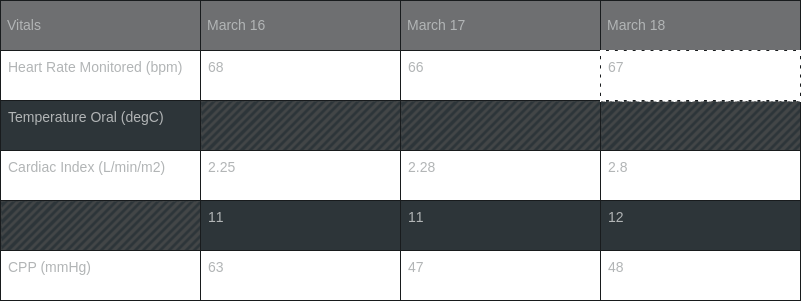 Vitals March 16 March 17 March 18
Heart Rate Monitored (bpm) 68 66 67
Temperature Oral (degC)
Cardiac Index (L/min/m2) 2.25 2.28 2.8
11 11 12
CPP (mmHg) 63 47 48